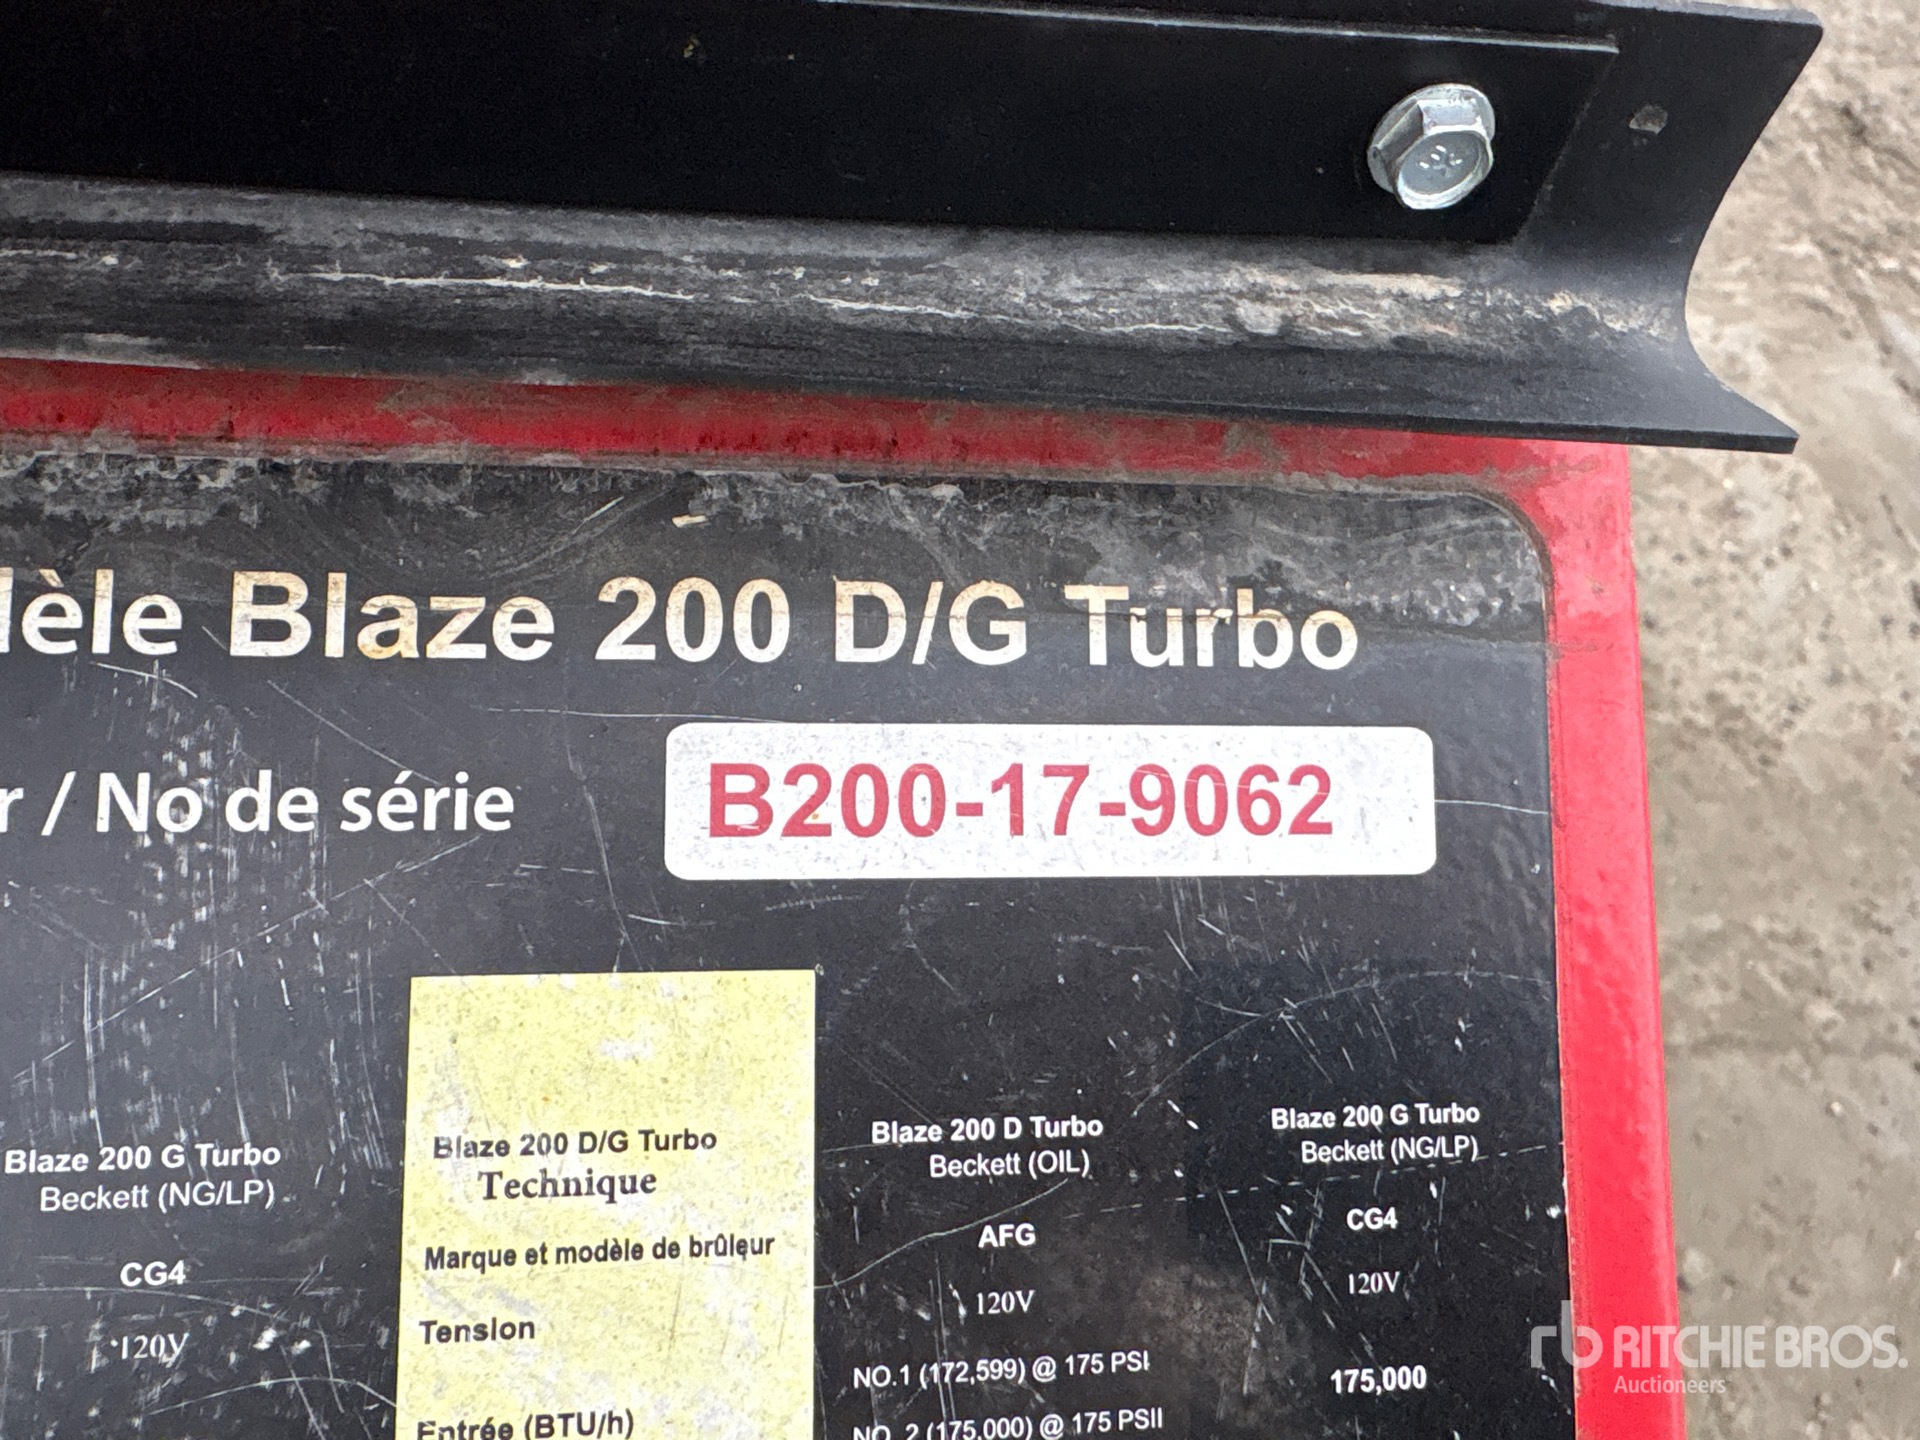 lèle Blaze 200 D/G Turbo
r / No de série
B200-17-9062
Blaze 200 G Turbo
Beckett (NG/LP)
CG4
120V
Blaze 200 D/G Turbo
Technique
Marque et modèle de brûleur
Tension
Entrée (BTU/h)
Blaze 200 D Turbo
Beckett (OIL)
AFG
120V
NO.1 (172,599) @ 175 PSI
NO. 2 (175,000) @ 175 PSII
Blaze 200 G Turbo
Beckett (NG/LP)
CG4
120V
175,000
rb RITCHIE BROS.
Auctioneers